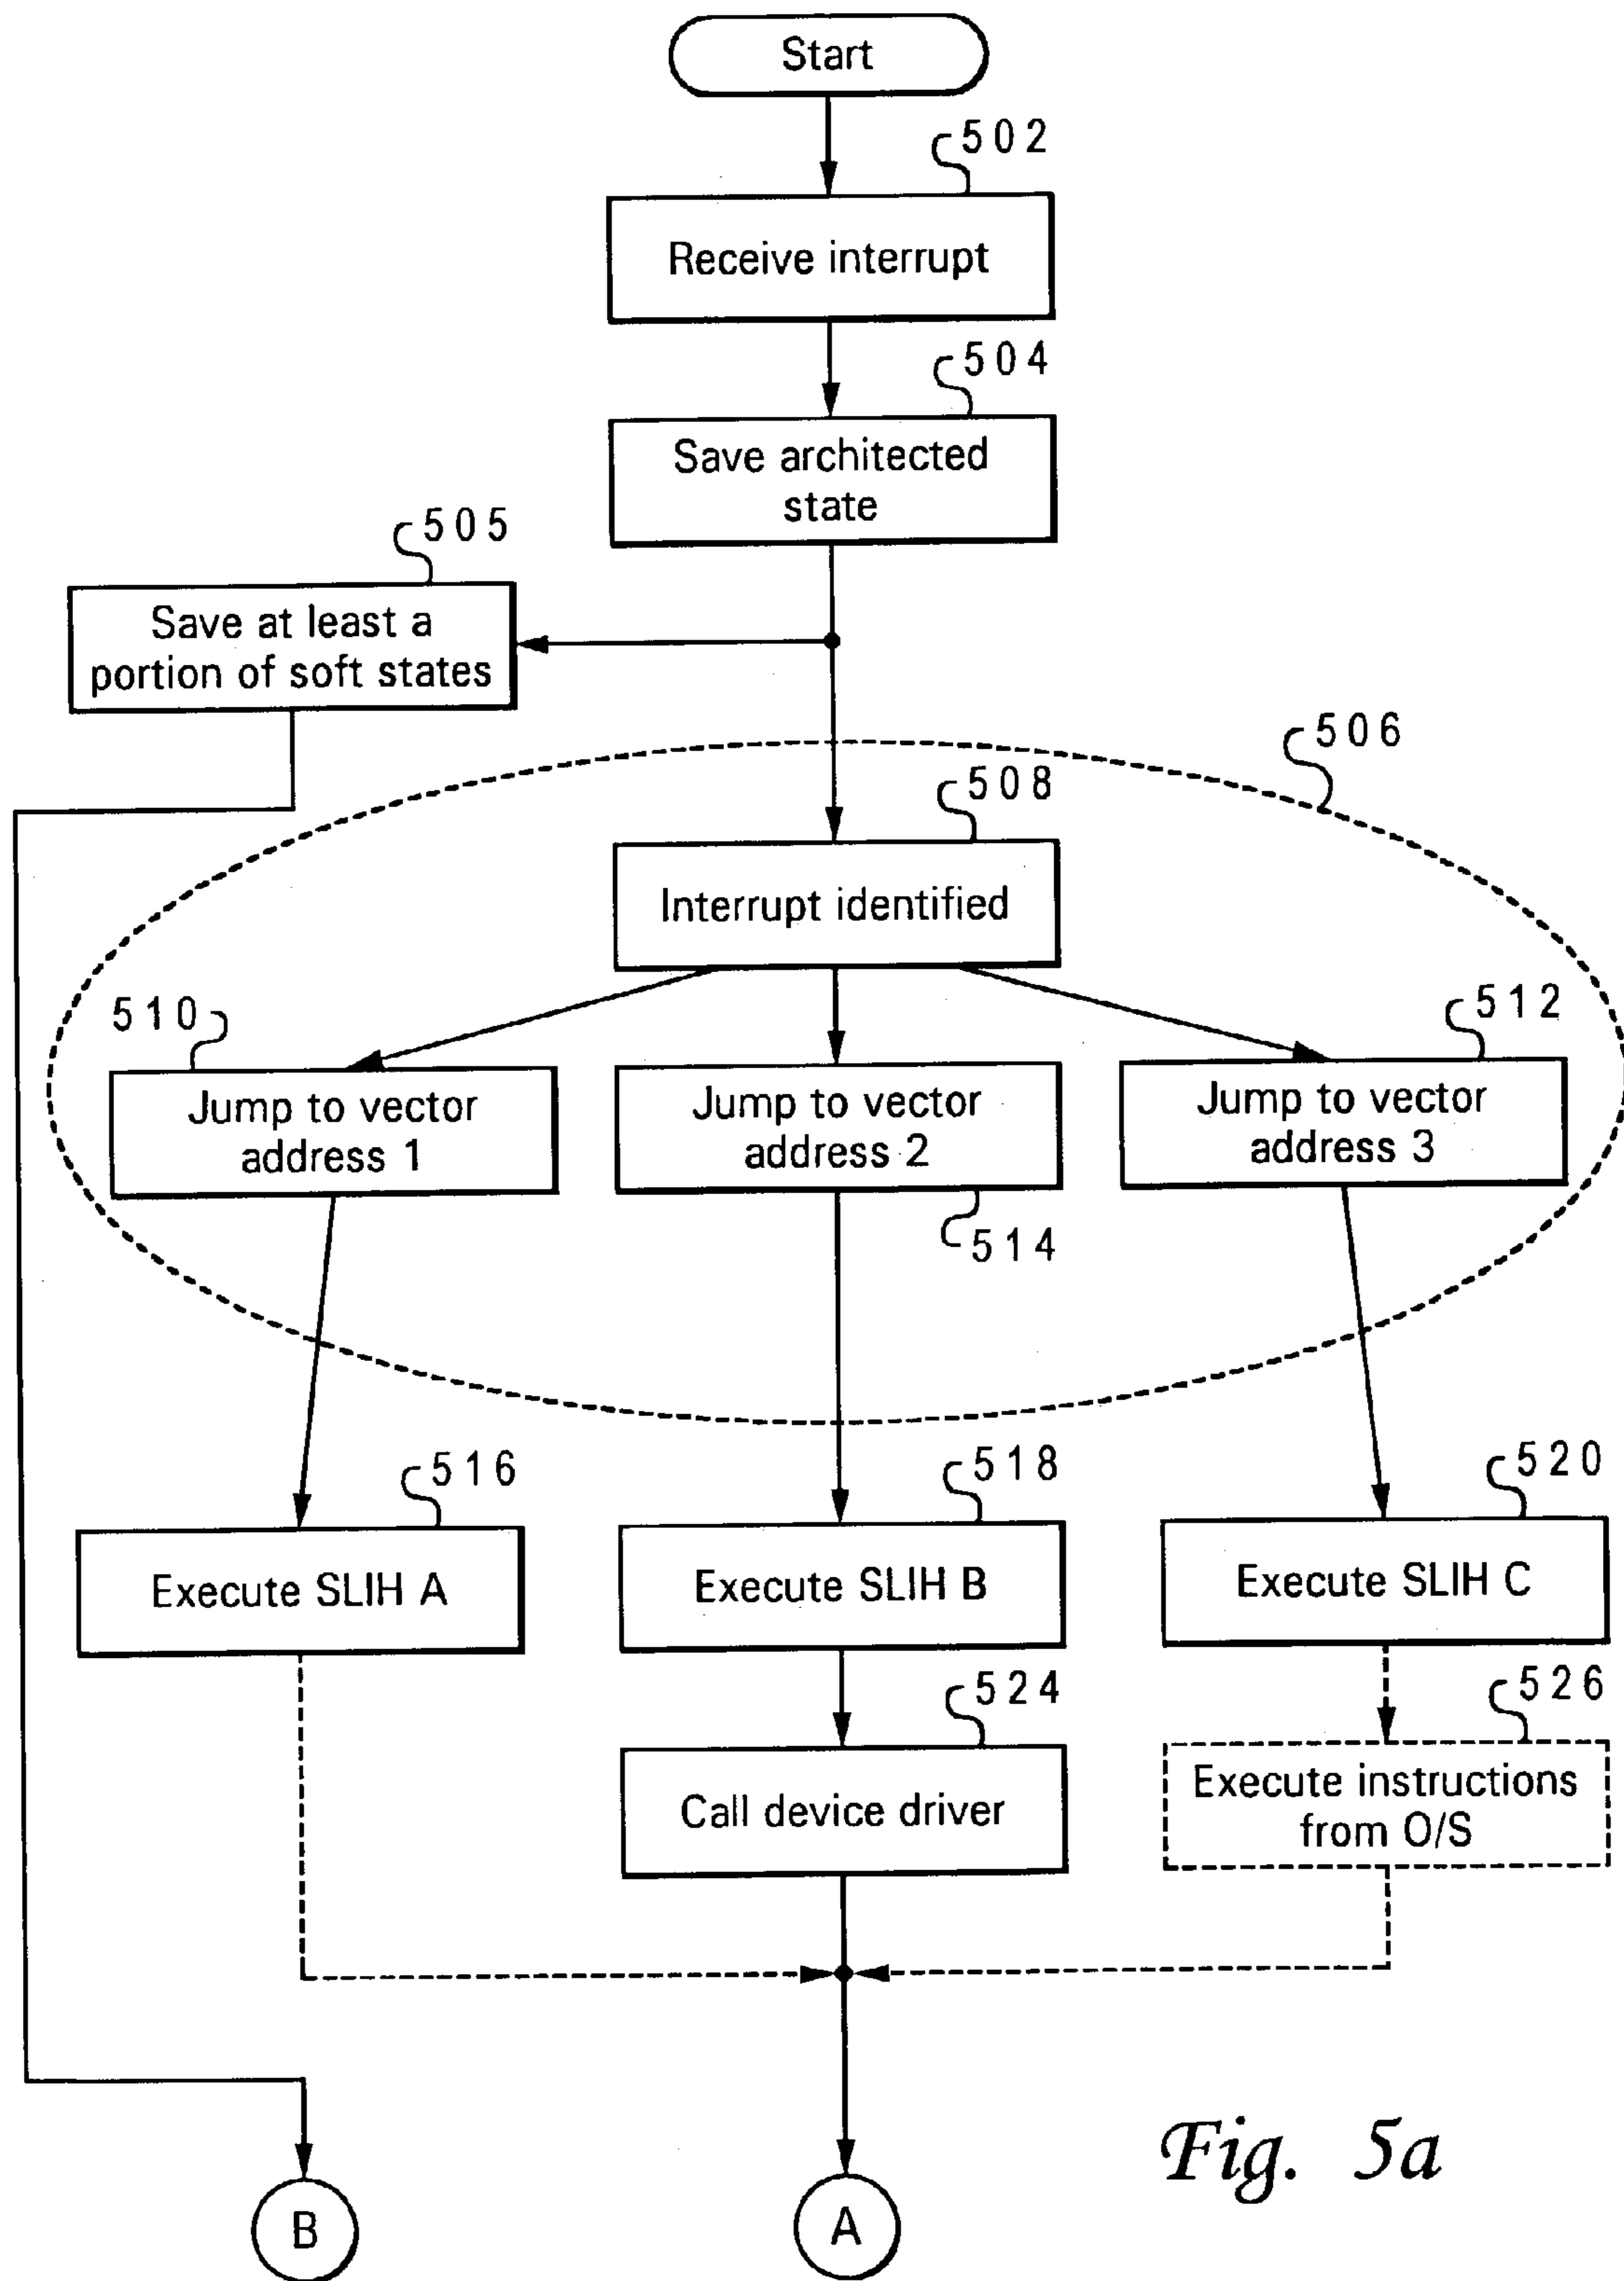 Start
502
Receive interrupt
504
Save architected
state
505
Save at least a
portion of soft states
506
508
Interrupt identified
510
Jump to vector
address 1
Jump to vector
address 2
514
512
Jump to vector
address 3
516
Execute SLIH A
518
Execute SLIH B
520
Execute SLIH C
524
Call device driver
526
Execute instructions
from O/S
B
A
Fig. 5a